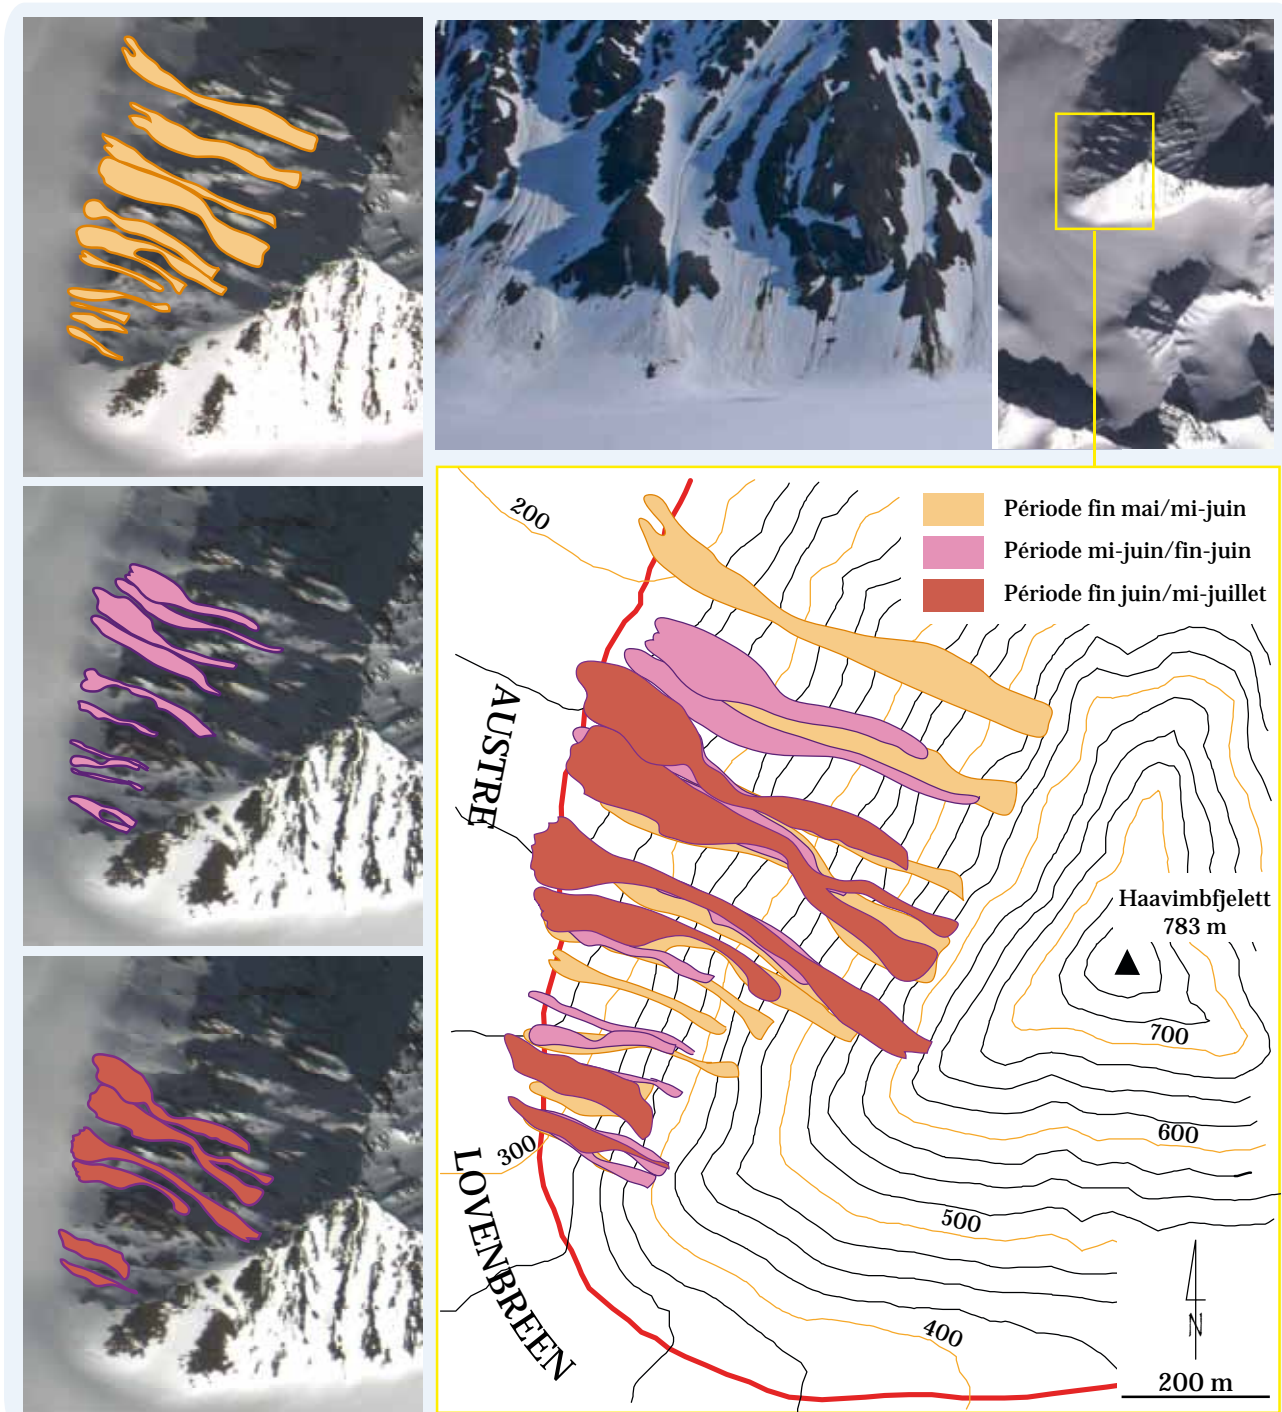 200
Période fin mai/mi-juin
Période mi-juin/fin-juin
Période fin juin/mi-juillet
AUSTRE
Haavimbfjelett
783 m
700
600
300
LOVENBREEN
500
400
N
200 m